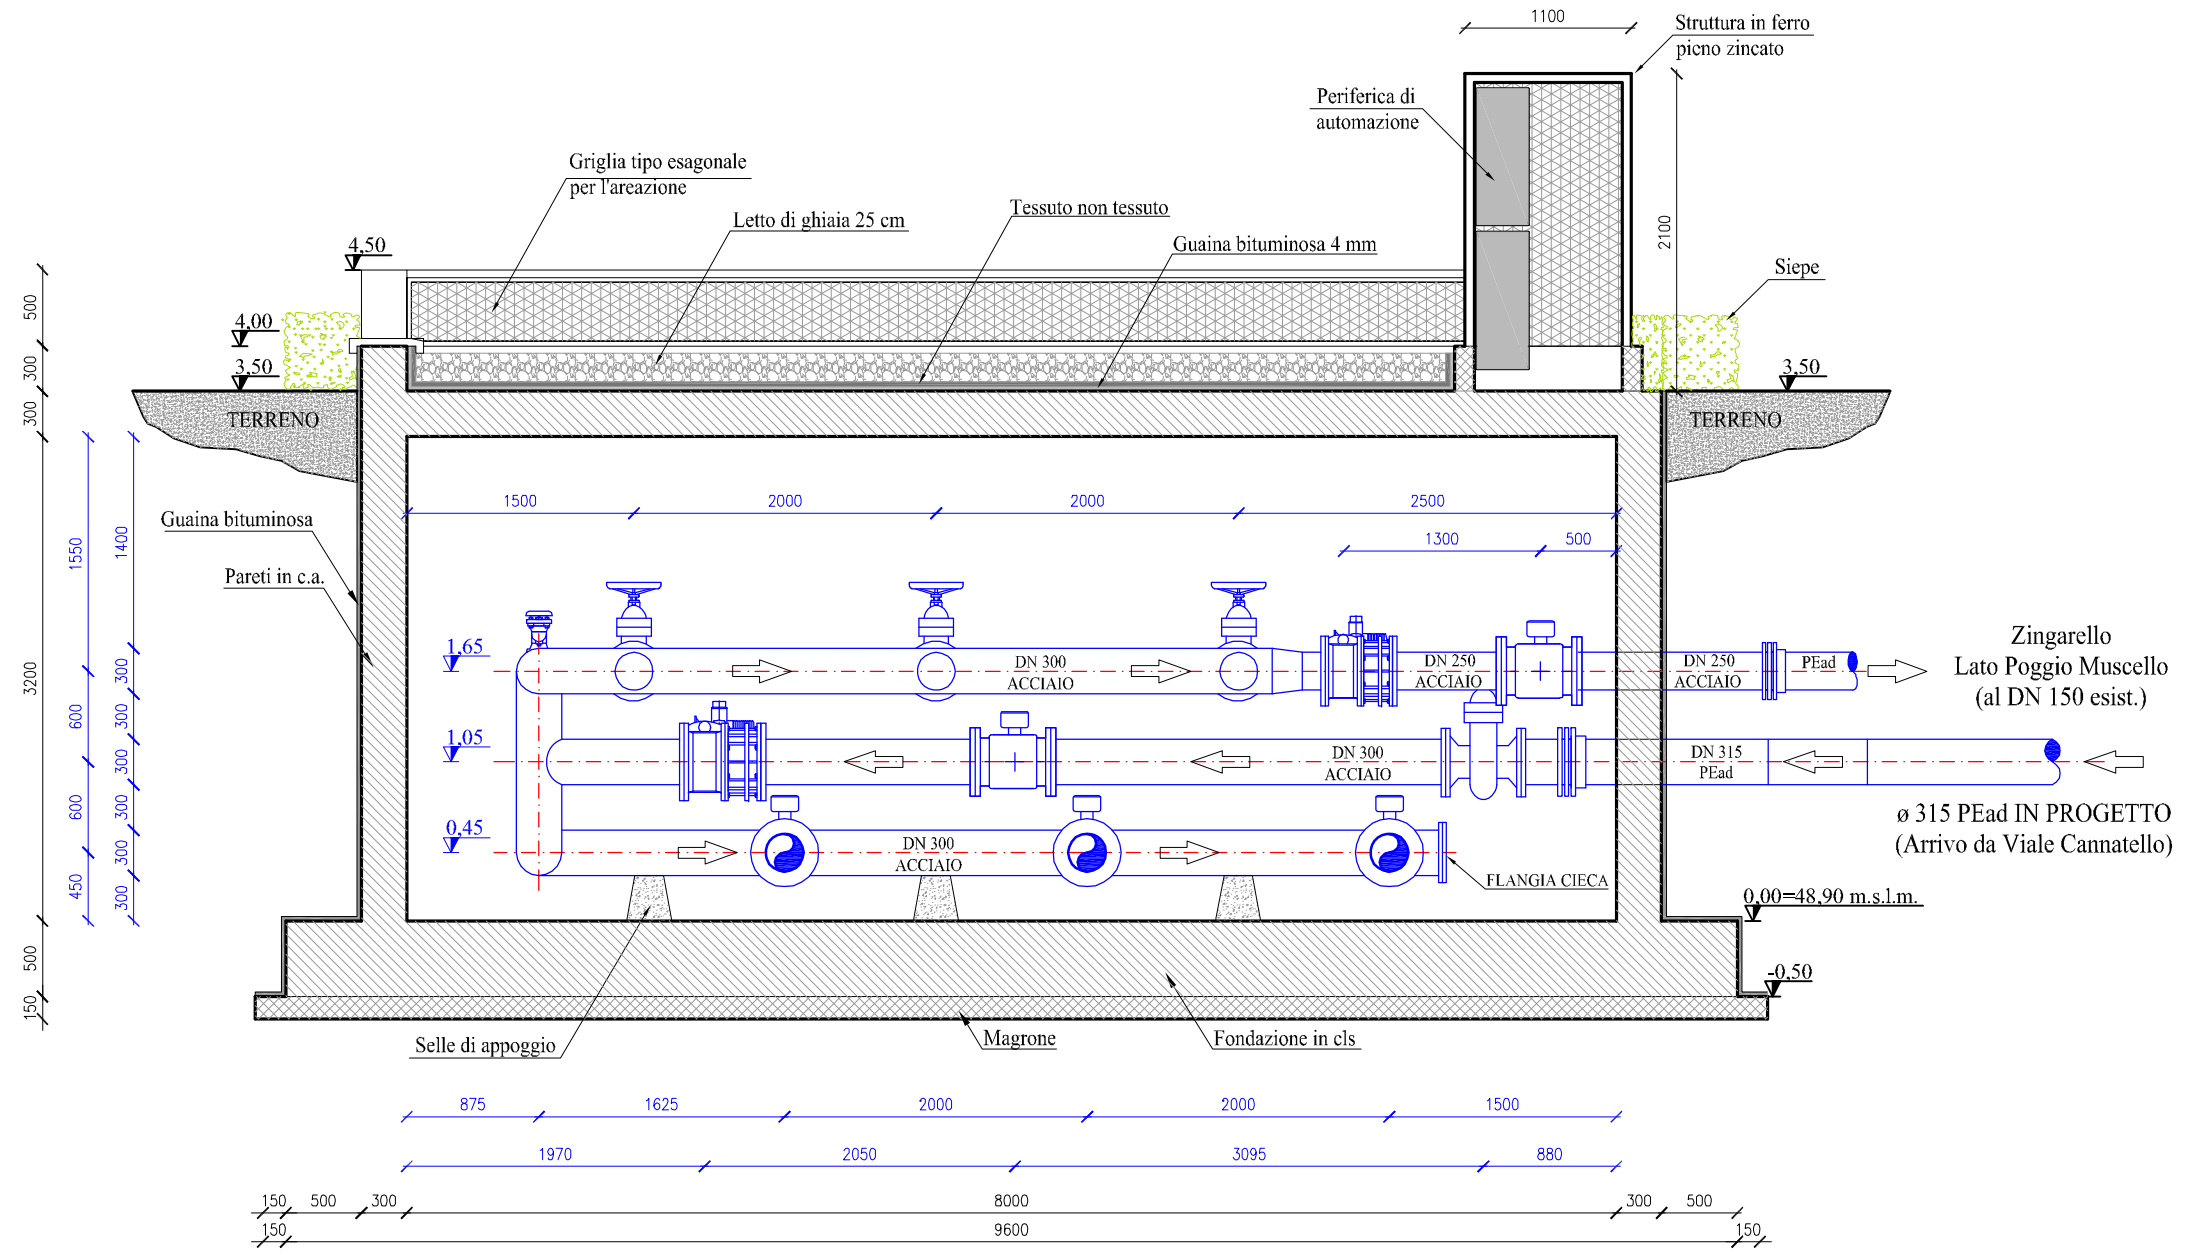 1100
Struttura in ferro
pieno zincato
Periferica di
automazione
2100
Griglia tipo esagonale
per l'areazione
Letto di ghiaia 25 cm
Tessuto non tessuto
Guaina bituminosa 4 mm
Siepe
4,50
4,00
3,50
3,50
500
300
300
3200
500
150
TERRENO
TERRENO
1550
600
600
450
1400
300
300
300
300
300
300
Guaina bituminosa
Pareti in c.a.
1500
2000
2000
2500
1300
500
1,65
DN 300
ACCIAIO
DN 250
ACCIAIO
DN 250
ACCIAIO
PEad
Zingarello
Lato Poggio Muscello
(al DN 150 esist.)
1,05
DN 300
ACCIAIO
DN 315
PEad
ø 315 PEad IN PROGETTO
(Arrivo da Viale Cannatello)
0,45
DN 300
ACCIAIO
FLANGIA CIECA
0,00=48,90 m.s.l.m.
-0,50
Selle di appoggio
Magrone
Fondazione in cls
875
1625
2000
2000
1500
1970
2050
3095
880
150
500
300
8000
300
500
150
9600
150